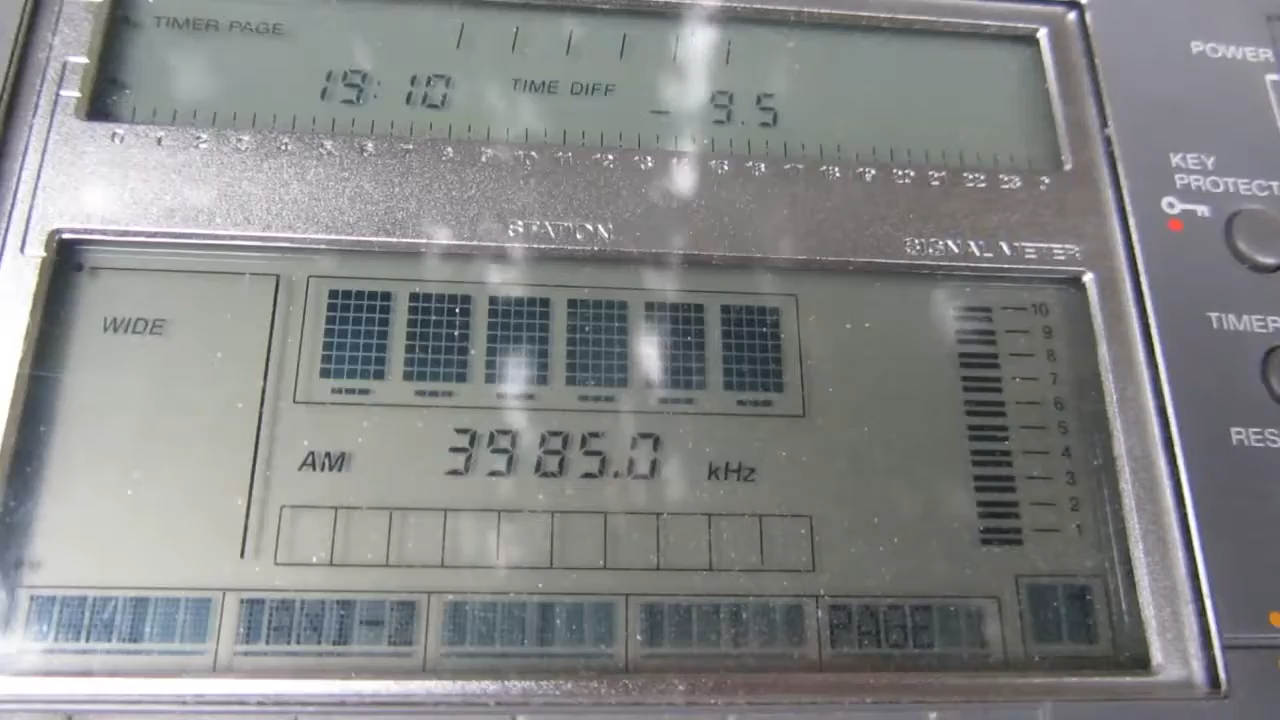 TIMER PAGE
19:10 TIME DIFF - 9.5
0 1 2 3 4 5 6 7 8 9 10 11 12 13 14 15 16 17 18 19 20 21 22 23
POWER
KEY
PROTECT
STATION
SIGNAL METER
WIDE
10
9
8
7
6
5
4
3
2
1
AM 3985.0 kHz
TIMER
RES
PAGE